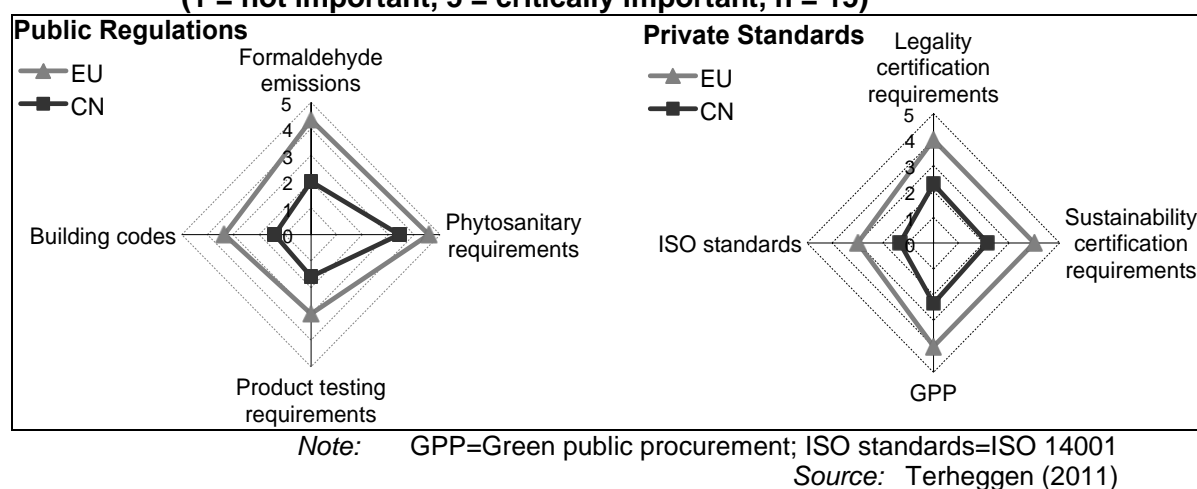 (1 = not important; 5 = critically important; n = 15)
Public Regulations
EU
CN
Formaldehyde
emissions
5
4
3
2
1
0
Building codes
Phytosanitary
requirements
Product testing
requirements
Private Standards
EU
CN
Legality
certification
requirements
5
4
3
2
1
0
ISO standards
Sustainability
certification
requirements
GPP
Note: GPP=Green public procurement; ISO standards=ISO 14001
Source: Terheggen (2011)